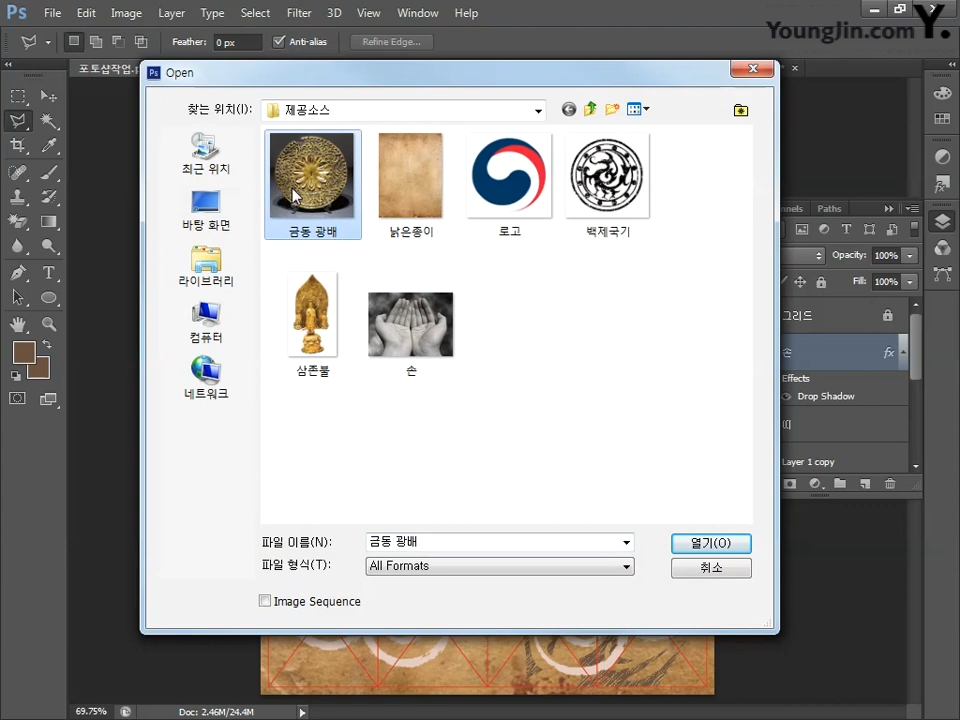 Ps File Edit Image Layer Type Select Filter 3D View Window Help
YoungJin.com Y.
Feather: 0 px Anti-alias Refine Edge...
포토샵작업.
Ps Open
찾는 위치(I): 제공소스
최근 위치
바탕 화면
라이브러리
컴퓨터
네트워크
금동 광배 낡은종이 로고 백제국기
삼존불 손
파일 이름(N): 금동 광배 열기(O)
파일 형식(T): All Formats 취소
Image Sequence
nnels Paths
Opacity: 100%
Fill: 100%
그리드
손 fx
Effects
Drop Shadow
Layer 1 copy
69.75% Doc: 2.46M/24.4M